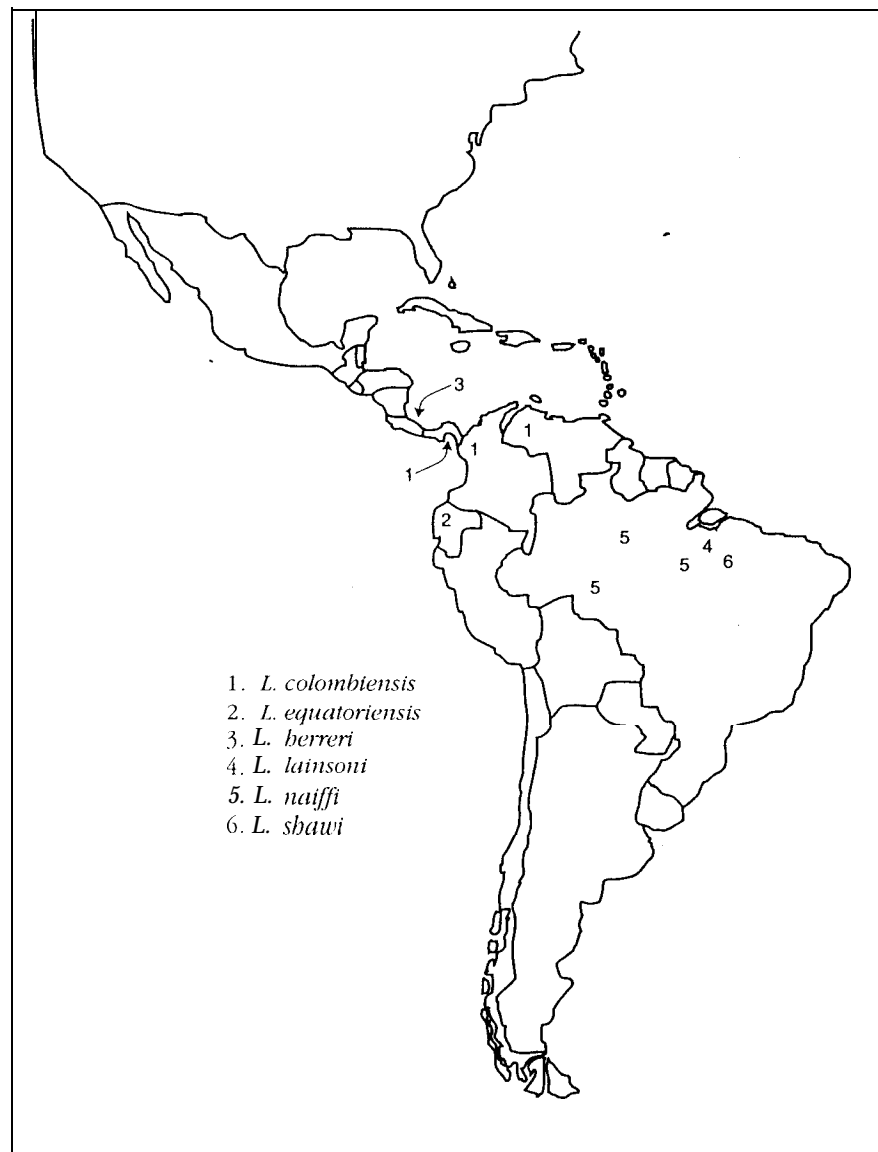 3
1
1
1
2
5
4
5
6
5
1. L. colombiensis
2. L. equatoriensis
3. L. herreri
4. L. lainsoni
5. L. naiffi
6. L. shawi